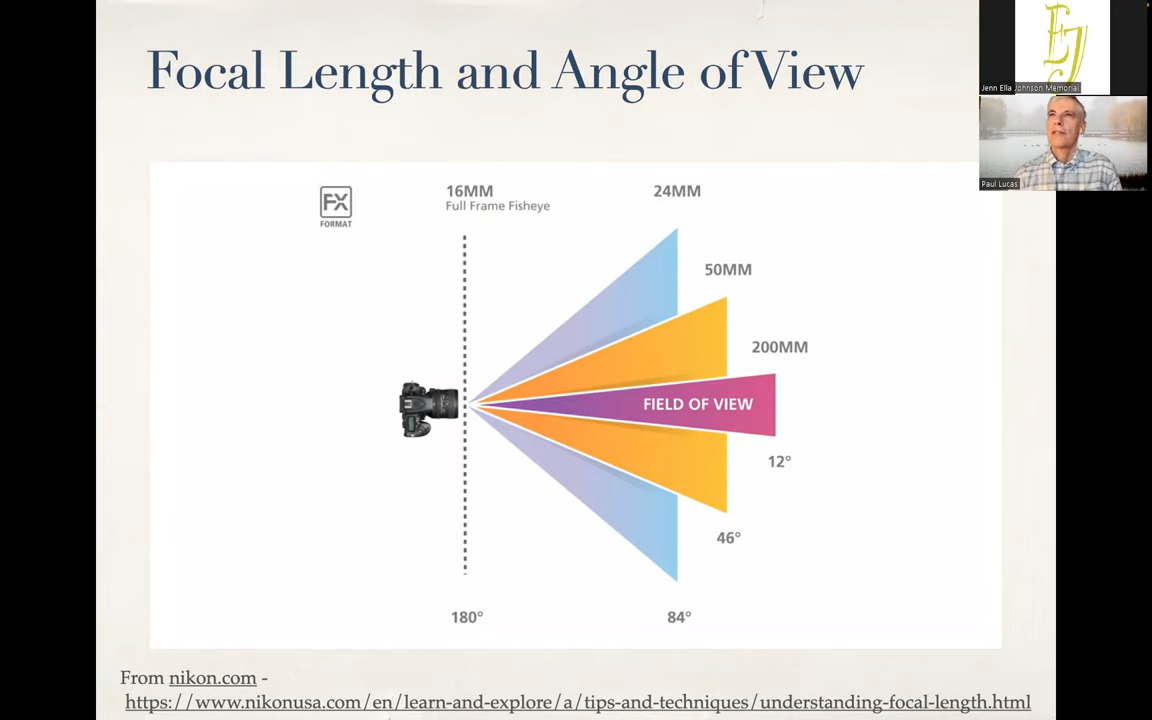 Focal Length and Angle of View
EJ
Jenn Ella Johnson Memorial
Paul Lucas
FX
FORMAT
16MM
Full Frame Fisheye
24MM
50MM
200MM
FIELD OF VIEW
12°
46°
180°
84°
From nikon.com -
https://www.nikonusa.com/en/learn-and-explore/a/tips-and-techniques/understanding-focal-length.html